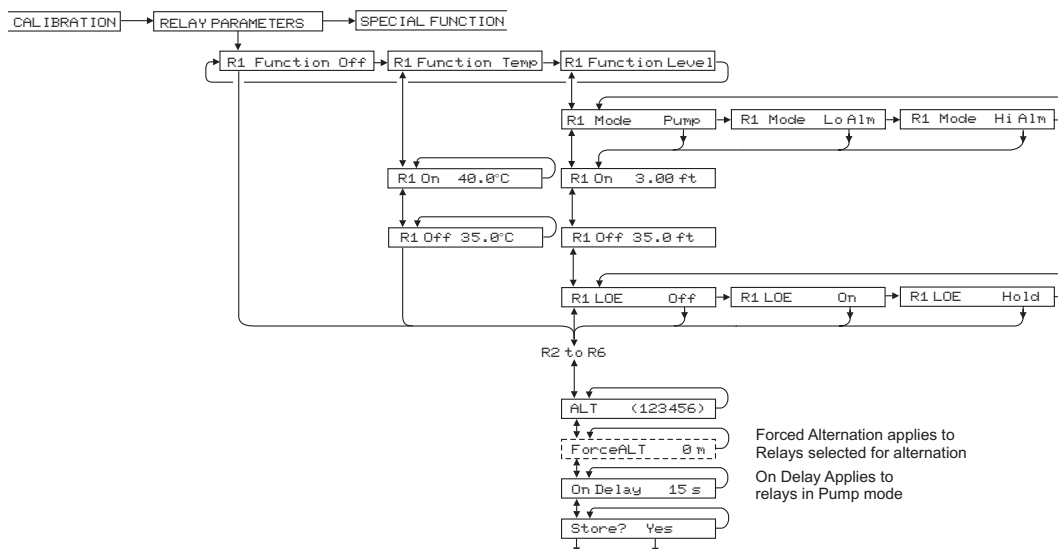 CALIBRATION
RELAY PARAMETERS
SPECIAL FUNCTION
R1 Function Off
R1 Function Temp
R1 Function Level
R1 Mode Pump
R1 Mode Lo Alm
R1 Mode Hi Alm
R1 On 40.0°C
R1 On 3.00 ft
R1 Off 35.0°C
R1 Off 35.0 ft
R1 LOE Off
R1 LOE On
R1 LOE Hold
R2 to R6
ALT (123456)
ForceALT 0 m
Forced Alternation applies to
Relays selected for alternation
On Delay 15 s
On Delay Applies to
relays in Pump mode
Store? Yes